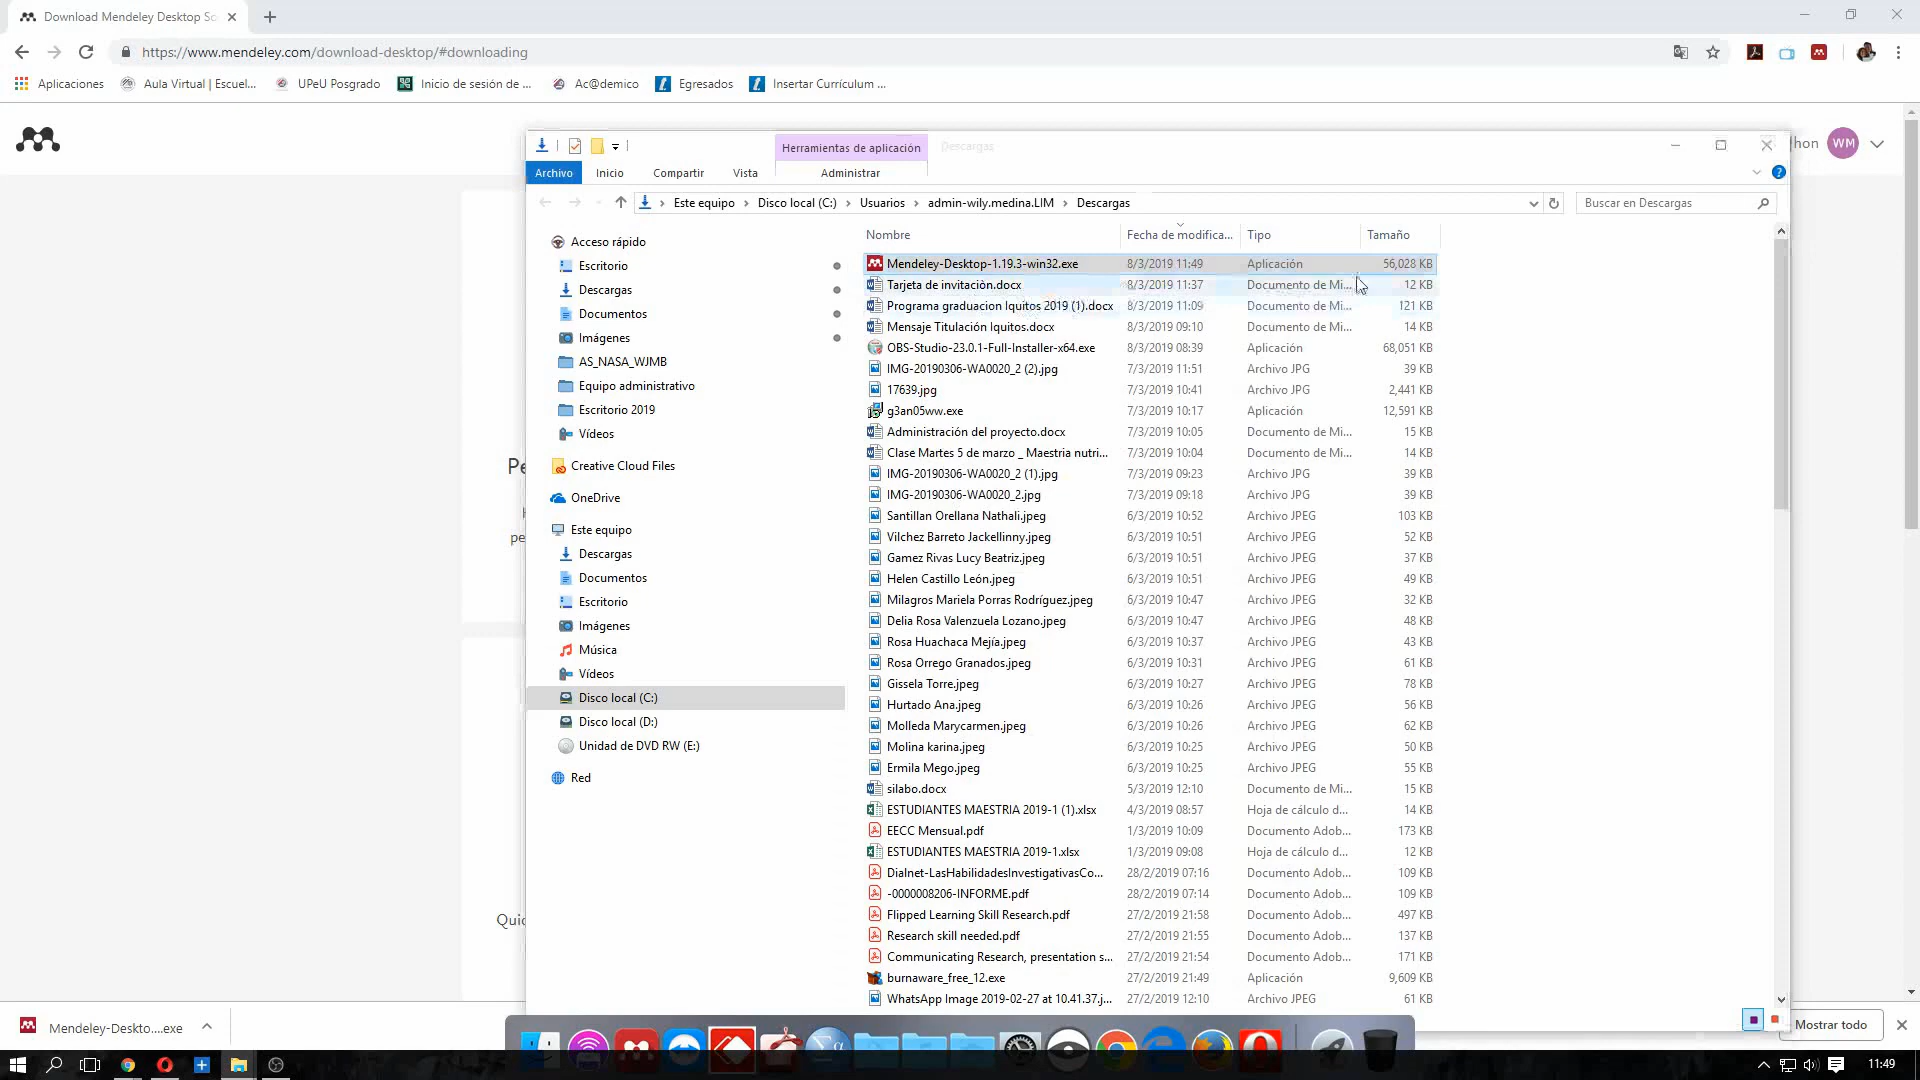 Download Mendeley Desktop So
https://www.mendeley.com/download-desktop/#downloading
Aplicaciones
Aula Virtual | Escuel...
UPeU Posgrado
Inicio de sesión de ...
Ac@demico
Egresados
Insertar Currículum ...
Herramientas de aplicación
Descargas
hon
WM
Archivo
Inicio
Compartir
Vista
Administrar
Este equipo
Disco local (C:)
Usuarios
admin-wily.medina.LIM
Descargas
Buscar en Descargas
Nombre
Fecha de modifica...
Tipo
Tamaño
Acceso rápido
Escritorio
Descargas
Documentos
Imágenes
AS_NASA_WJMB
Equipo administrativo
Escritorio 2019
Vídeos
Creative Cloud Files
OneDrive
Este equipo
Descargas
Documentos
Escritorio
Imágenes
Música
Vídeos
Disco local (C:)
Disco local (D:)
Unidad de DVD RW (E:)
Red
Mendeley-Desktop-1.19.3-win32.exe 8/3/2019 11:49 Aplicación 56,028 KB
Tarjeta de invitaciòn.docx 8/3/2019 11:37 Documento de Mi... 12 KB
Programa graduacion Iquitos 2019 (1).docx 8/3/2019 11:09 Documento de Mi... 121 KB
Mensaje Titulación Iquitos.docx 8/3/2019 09:10 Documento de Mi... 14 KB
OBS-Studio-23.0.1-Full-Installer-x64.exe 8/3/2019 08:39 Aplicación 68,051 KB
IMG-20190306-WA0020_2 (2).jpg 7/3/2019 11:51 Archivo JPG 39 KB
17639.jpg 7/3/2019 10:41 Archivo JPG 2,441 KB
g3an05ww.exe 7/3/2019 10:17 Aplicación 12,591 KB
Administración del proyecto.docx 7/3/2019 10:05 Documento de Mi... 15 KB
Clase Martes 5 de marzo _ Maestria nutri... 7/3/2019 10:04 Documento de Mi... 14 KB
IMG-20190306-WA0020_2 (1).jpg 7/3/2019 09:23 Archivo JPG 39 KB
IMG-20190306-WA0020_2.jpg 7/3/2019 09:18 Archivo JPG 39 KB
Santillan Orellana Nathali.jpeg 6/3/2019 10:52 Archivo JPEG 103 KB
Vilchez Barreto Jackellinny.jpeg 6/3/2019 10:51 Archivo JPEG 52 KB
Gamez Rivas Lucy Beatriz.jpeg 6/3/2019 10:51 Archivo JPEG 37 KB
Helen Castillo León.jpeg 6/3/2019 10:51 Archivo JPEG 49 KB
Milagros Mariela Porras Rodríguez.jpeg 6/3/2019 10:47 Archivo JPEG 32 KB
Delia Rosa Valenzuela Lozano.jpeg 6/3/2019 10:47 Archivo JPEG 48 KB
Rosa Huachaca Mejía.jpeg 6/3/2019 10:37 Archivo JPEG 43 KB
Rosa Orrego Granados.jpeg 6/3/2019 10:31 Archivo JPEG 61 KB
Gissela Torre.jpeg 6/3/2019 10:27 Archivo JPEG 78 KB
Hurtado Ana.jpeg 6/3/2019 10:26 Archivo JPEG 56 KB
Molleda Marycarmen.jpeg 6/3/2019 10:26 Archivo JPEG 62 KB
Molina karina.jpeg 6/3/2019 10:25 Archivo JPEG 50 KB
Ermila Mego.jpeg 6/3/2019 10:25 Archivo JPEG 55 KB
silabo.docx 5/3/2019 12:10 Documento de Mi... 15 KB
ESTUDIANTES MAESTRIA 2019-1 (1).xlsx 4/3/2019 08:57 Hoja de cálculo d... 14 KB
EECC Mensual.pdf 1/3/2019 10:09 Documento Adob... 173 KB
ESTUDIANTES MAESTRIA 2019-1.xlsx 1/3/2019 09:08 Hoja de cálculo d... 12 KB
Dialnet-LasHabilidadesInvestigativasCo... 28/2/2019 07:16 Documento Adob... 109 KB
-0000008206-INFORME.pdf 28/2/2019 07:14 Documento Adob... 109 KB
Flipped Learning Skill Research.pdf 27/2/2019 21:58 Documento Adob... 497 KB
Research skill needed.pdf 27/2/2019 21:55 Documento Adob... 137 KB
Communicating Research, presentation s... 27/2/2019 21:54 Documento Adob... 171 KB
burnaware_free_12.exe 27/2/2019 21:49 Aplicación 9,609 KB
WhatsApp Image 2019-02-27 at 10.41.37.j... 27/2/2019 12:10 Archivo JPEG 61 KB
Pe
pe
Quic
Mendeley-Deskto....exe
Mostrar todo
11:49